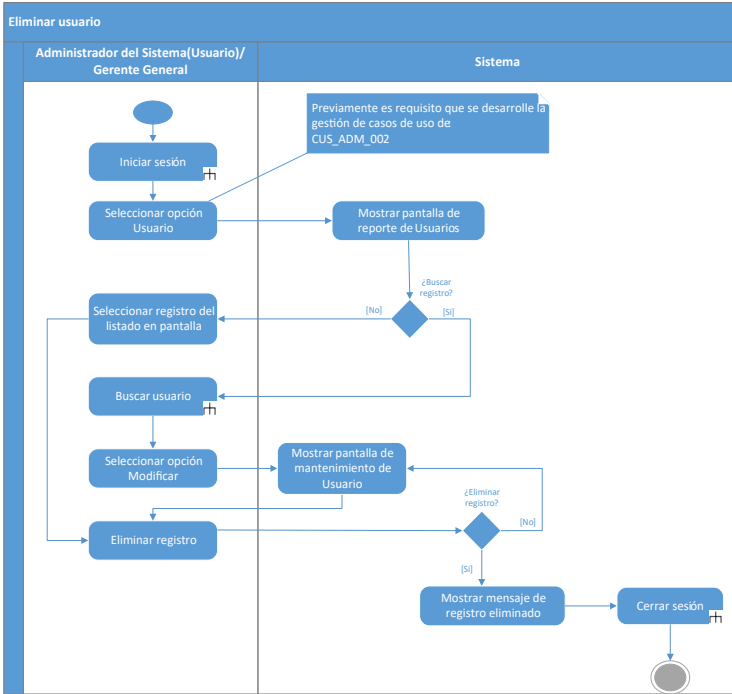 Eliminar usuario
Administrador del Sistema(Usuario)/
Gerente General
Sistema
Previamente es requisito que se desarrolle la
gestión de casos de uso de
CUS_ADM_002
Iniciar sesión
Seleccionar opción
Usuario
Mostrar pantalla de
reporte de Usuarios
¿Buscar
registro?
[No]
[Si]
Seleccionar registro del
listado en pantalla
Buscar usuario
Seleccionar opción
Modificar
Mostrar pantalla de
mantenimiento de
Usuario
¿Eliminar
registro?
[No]
Eliminar registro
[Si]
Mostrar mensaje de
registro eliminado
Cerrar sesión